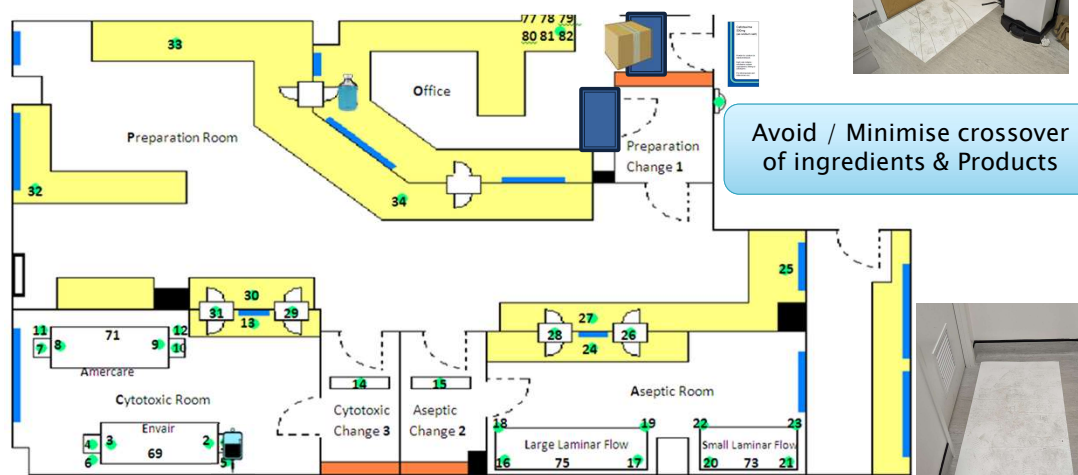 77 78 79
80 81 82
33
Office
Preparation Room
Preparation
Change 1
Avoid / Minimise crossover
of ingredients & Products
32
34
25
30
31
29
13
27
28
26
24
11
71
12
7
8
9
10
Amercare
Cytotoxic Room
14
15
Cytotoxic
Change 3
Aseptic
Change 2
Aseptic Room
Envair
4
3
2
6
69
5
18
19
22
23
Large Laminar Flow
Small Laminar Flow
16
75
17
20
73
21